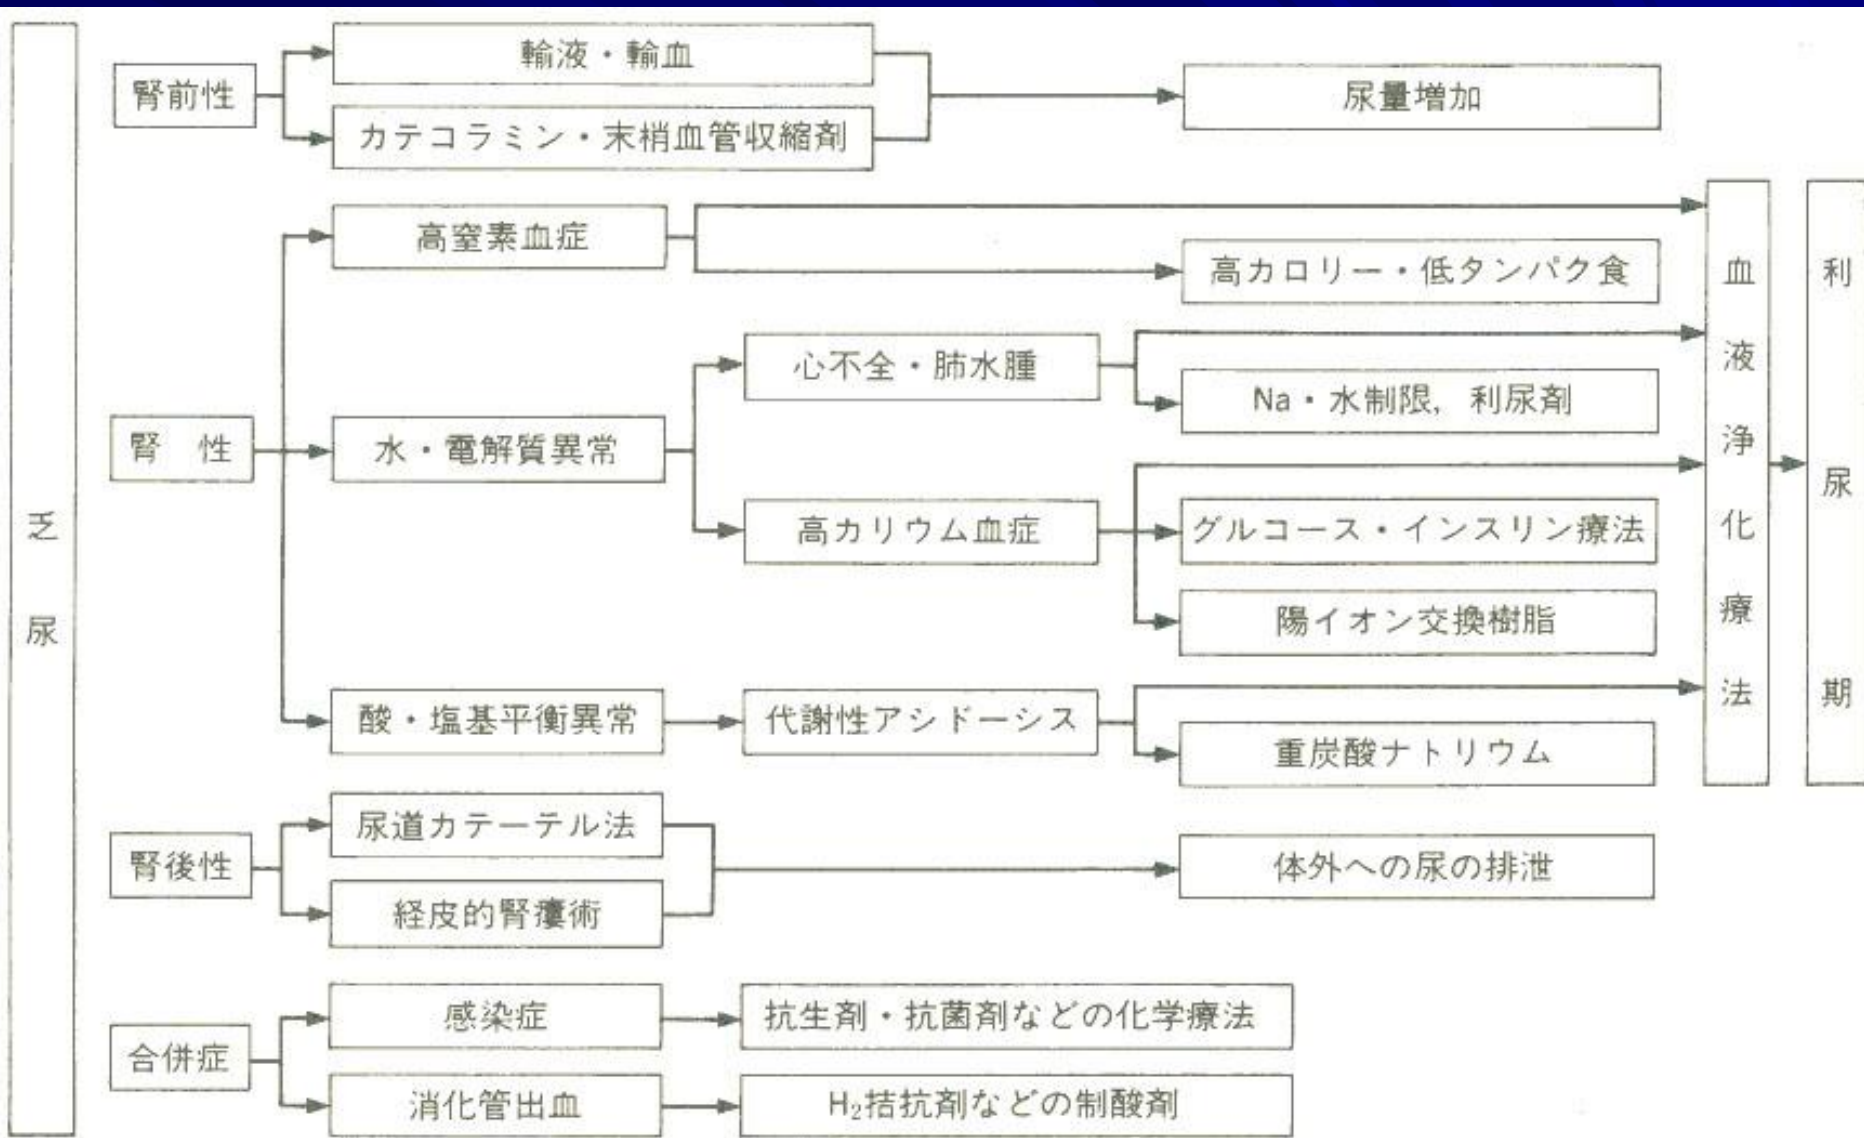 乏尿
腎前性
輸液・輸血
カテコラミン・末梢血管収縮剤
尿量増加
腎 性
高窒素血症
高カロリー・低タンパク食
水・電解質異常
心不全・肺水腫
Na・水制限, 利尿剤
高カリウム血症
グルコース・インスリン療法
陽イオン交換樹脂
酸・塩基平衡異常
代謝性アシドーシス
重炭酸ナトリウム
血液浄化療法
利尿期
腎後性
尿道カテーテル法
経皮的腎瘻術
体外への尿の排泄
合併症
感染症
抗生剤・抗菌剤などの化学療法
消化管出血
H₂拮抗剤などの制酸剤